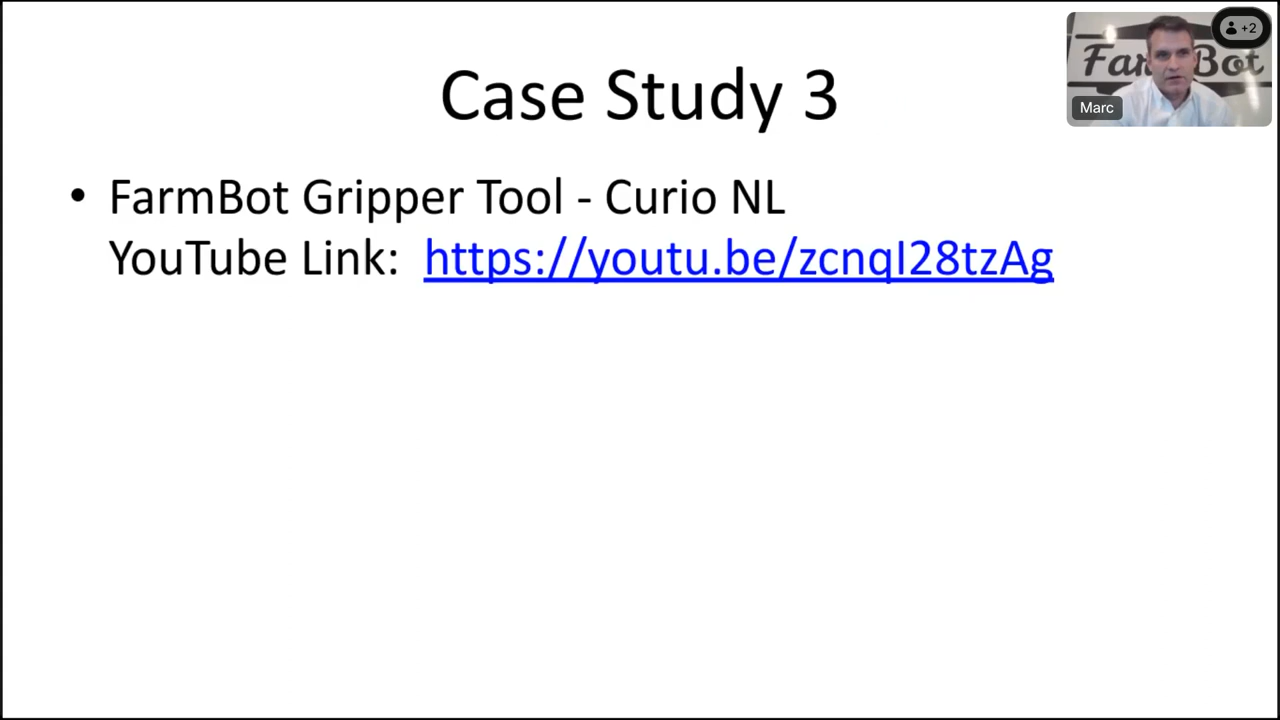 Case Study 3
• FarmBot Gripper Tool - Curio NL
YouTube Link: https://youtu.be/zcnqI28tzAg
+2
FarmBot
Marc